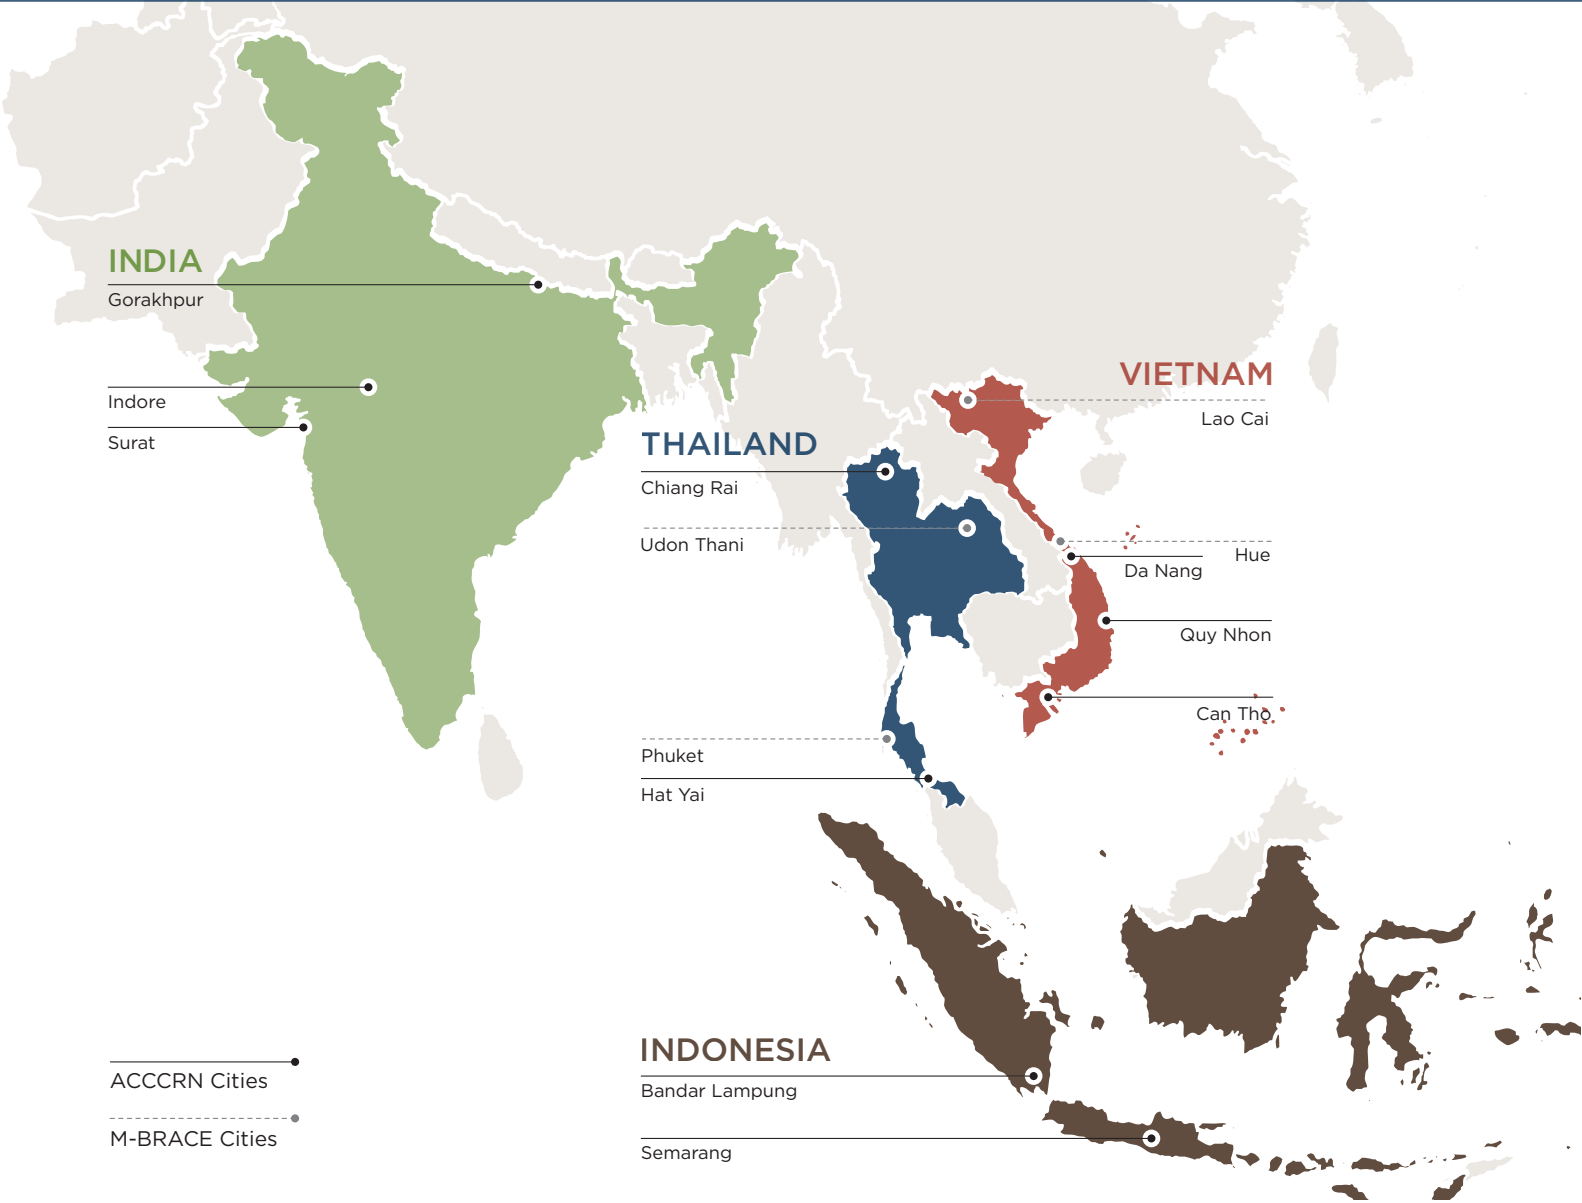 INDIA
Gorakhpur
Indore
Surat
THAILAND
Chiang Rai
Udon Thani
Phuket
Hat Yai
VIETNAM
Lao Cai
Hue
Da Nang
Quy Nhon
Can Tho
INDONESIA
Bandar Lampung
Semarang
ACCCRN Cities
M-BRACE Cities